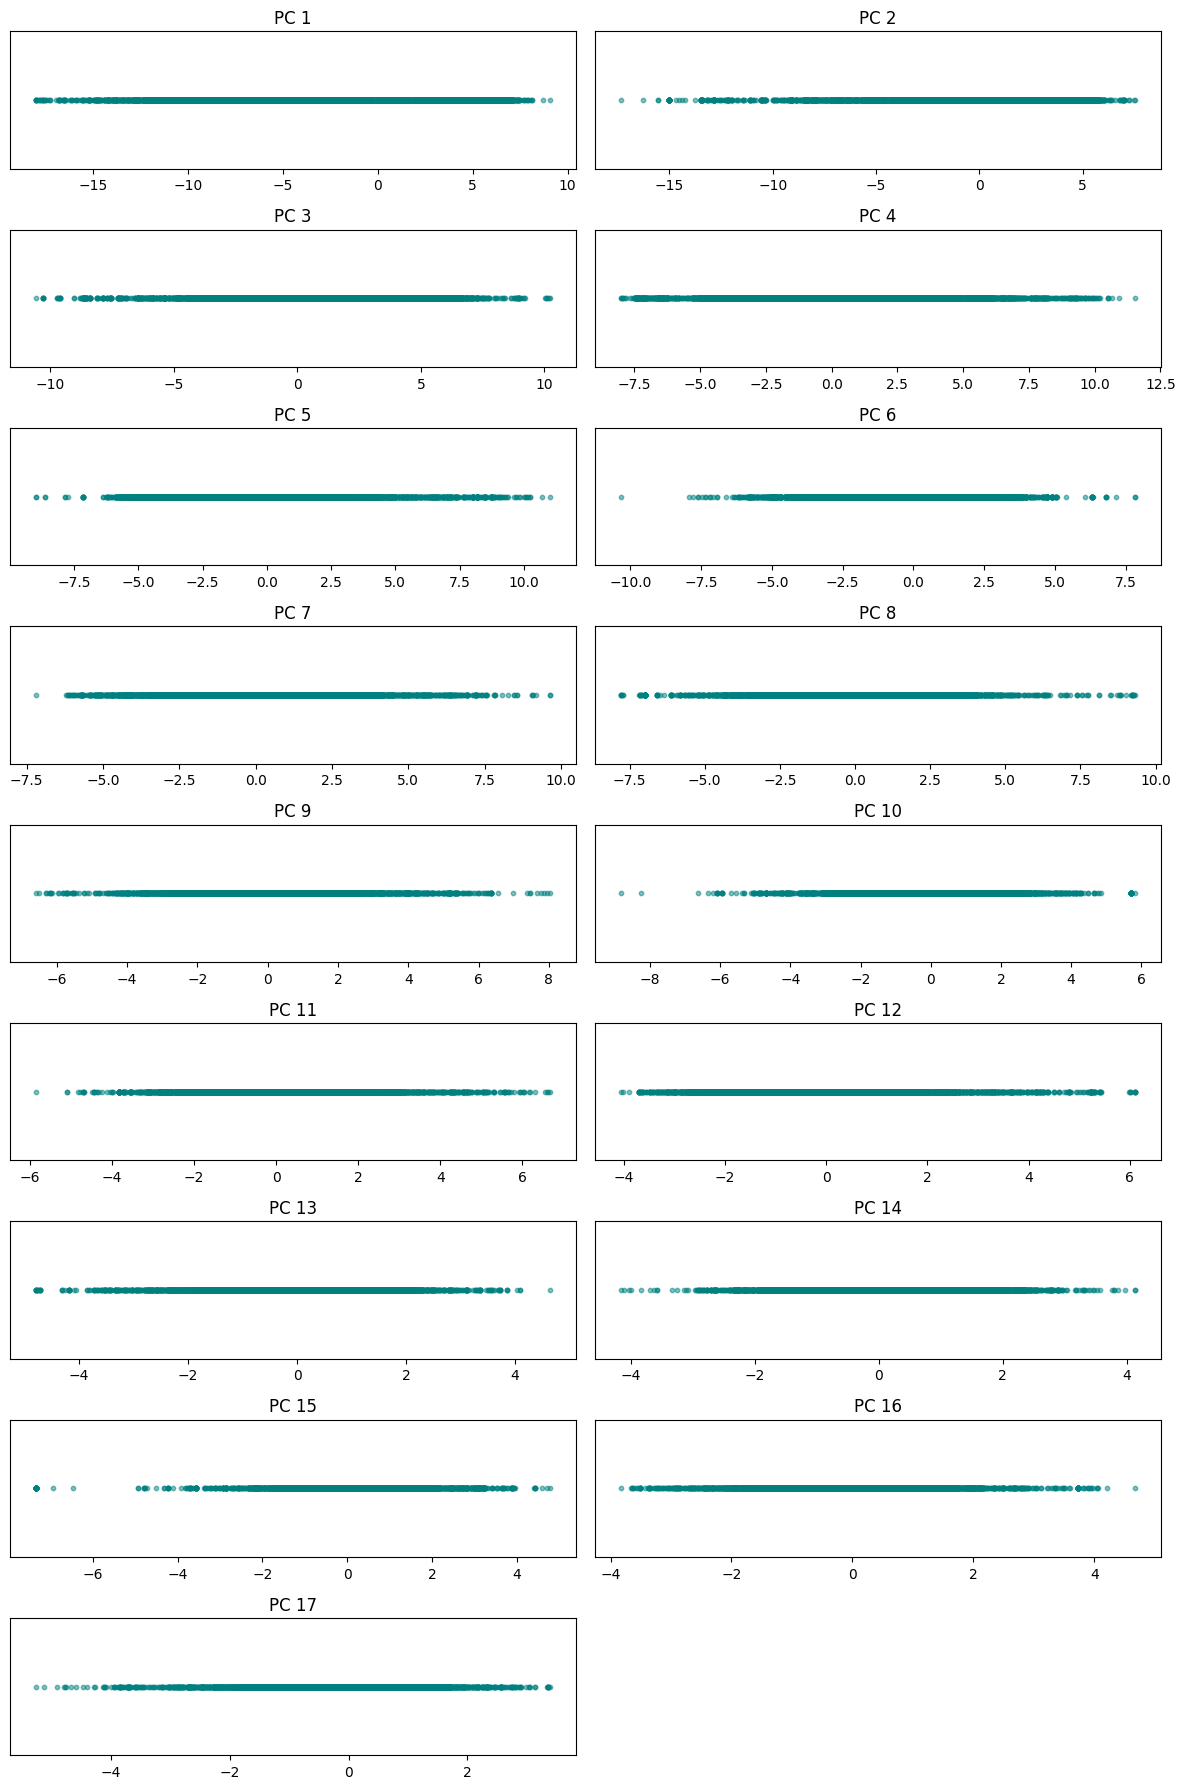 PC 1 PC 2
−15 −10 −5 0 5 10 −15 −10 −5 0 5
PC 3 PC 4
−10 −5 0 5 10 −7.5 −5.0 −2.5 0.0 2.5 5.0 7.5 10.0 12.5
PC 5 PC 6
−7.5 −5.0 −2.5 0.0 2.5 5.0 7.5 10.0 −10.0 −7.5 −5.0 −2.5 0.0 2.5 5.0 7.5
PC 7 PC 8
−7.5 −5.0 −2.5 0.0 2.5 5.0 7.5 10.0 −7.5 −5.0 −2.5 0.0 2.5 5.0 7.5 10.0
PC 9 PC 10
−6 −4 −2 0 2 4 6 8 −8 −6 −4 −2 0 2 4 6
PC 11 PC 12
−6 −4 −2 0 2 4 6 −4 −2 0 2 4 6
PC 13 PC 14
−4 −2 0 2 4 −4 −2 0 2 4
PC 15 PC 16
−6 −4 −2 0 2 4 −4 −2 0 2 4
PC 17
−4 −2 0 2